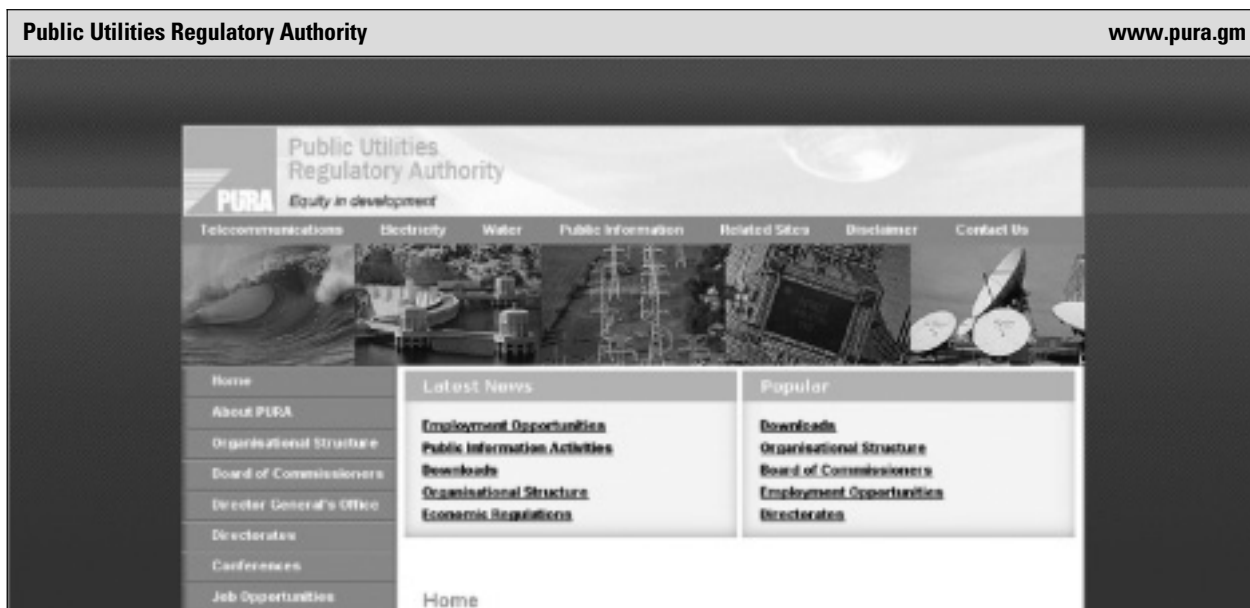 Public Utilities Regulatory Authority www.pura.gm
Public Utilities
Regulatory Authority
PURA Equity in development
Telecommunications Electricity Water Public Information Related Sites Disclaimer Contact Us
Home
About PURA
Organisational Structure
Board of Commissioners
Director General's Office
Directorates
Conferences
Job Opportunities
Latest News
Employment Opportunities
Public Information Activities
Downloads
Organisational Structure
Economic Regulations
Popular
Downloads
Organisational Structure
Board of Commissioners
Employment Opportunities
Directorates
Home